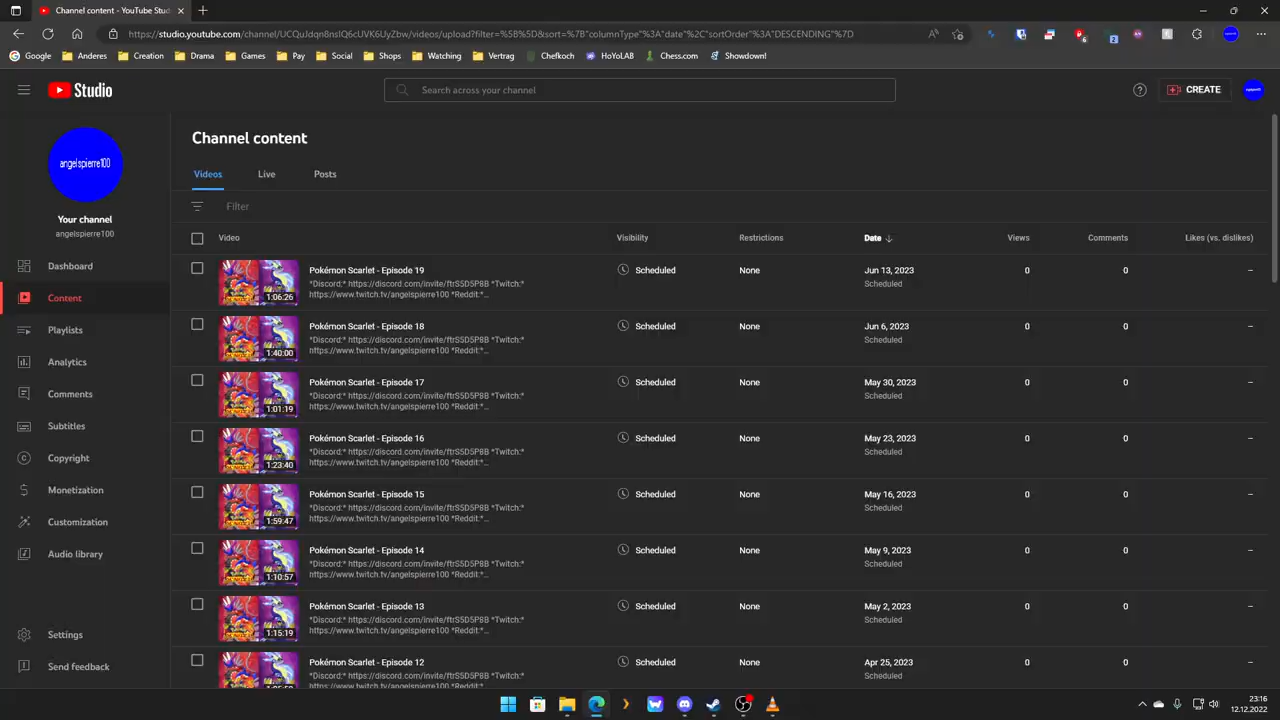 Channel content - YouTube Stud
https://studio.youtube.com/channel/UCQuJdqn8nsIQ6cUVK6UyZbw/videos/upload?filter=%5B%5D&sort=%7B"columnType"%3A"date"%2C"sortOrder"%3A"DESCENDING"%7D
Google Anderes Creation Drama Games Pay Social Shops Watching Vertrag Chefkoch HoYoLAB Chess.com Showdown!
Studio
Search across your channel
CREATE
angelspierre100
Your channel
angelspierre100
Dashboard
Content
Playlists
Analytics
Comments
Subtitles
Copyright
Monetization
Customization
Audio library
Settings
Send feedback
Channel content
Videos Live Posts
Filter
Video Visibility Restrictions Date Views Comments Likes (vs. dislikes)
Pokémon Scarlet - Episode 19 Scheduled None Jun 13, 2023 0 0 –
*Discord:* https://discord.com/invite/ftrS5D5P8B *Twitch:* Scheduled
https://www.twitch.tv/angelspierre100 *Reddit:*...
1:06:26
Pokémon Scarlet - Episode 18 Scheduled None Jun 6, 2023 0 0 –
*Discord:* https://discord.com/invite/ftrS5D5P8B *Twitch:* Scheduled
https://www.twitch.tv/angelspierre100 *Reddit:*...
1:40:00
Pokémon Scarlet - Episode 17 Scheduled None May 30, 2023 0 0 –
*Discord:* https://discord.com/invite/ftrS5D5P8B *Twitch:* Scheduled
https://www.twitch.tv/angelspierre100 *Reddit:*...
1:01:19
Pokémon Scarlet - Episode 16 Scheduled None May 23, 2023 0 0 –
*Discord:* https://discord.com/invite/ftrS5D5P8B *Twitch:* Scheduled
https://www.twitch.tv/angelspierre100 *Reddit:*...
1:23:40
Pokémon Scarlet - Episode 15 Scheduled None May 16, 2023 0 0 –
*Discord:* https://discord.com/invite/ftrS5D5P8B *Twitch:* Scheduled
https://www.twitch.tv/angelspierre100 *Reddit:*...
1:59:47
Pokémon Scarlet - Episode 14 Scheduled None May 9, 2023 0 0 –
*Discord:* https://discord.com/invite/ftrS5D5P8B *Twitch:* Scheduled
https://www.twitch.tv/angelspierre100 *Reddit:*...
1:10:57
Pokémon Scarlet - Episode 13 Scheduled None May 2, 2023 0 0 –
*Discord:* https://discord.com/invite/ftrS5D5P8B *Twitch:* Scheduled
https://www.twitch.tv/angelspierre100 *Reddit:*...
1:15:19
Pokémon Scarlet - Episode 12 Scheduled None Apr 25, 2023 0 0 –
*Discord:* https://discord.com/invite/ftrS5D5P8B *Twitch:* Scheduled
https://www.twitch.tv/angelspierre100 *Reddit:*...
23:16
12.12.2022